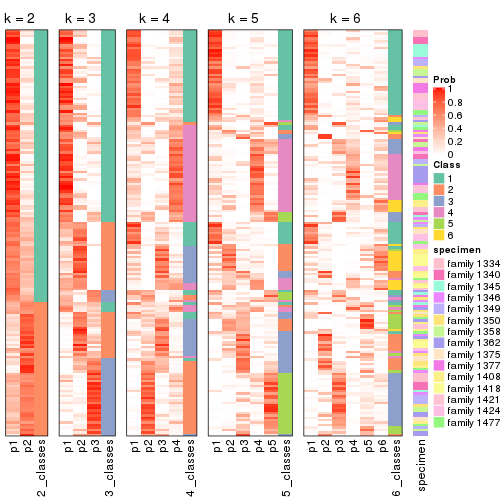 k = 2
k = 3
k = 4
k = 5
k = 6
p1
p2
2_classes
p1
p2
p3
3_classes
p1
p2
p3
p4
4_classes
p1
p2
p3
p4
p5
5_classes
p1
p2
p3
p4
p5
p6
6_classes
specimen
Prob
1
0.8
0.6
0.4
0.2
0
Class
1
2
3
4
5
6
specimen
family 1334
family 1340
family 1345
family 1346
family 1349
family 1350
family 1358
family 1362
family 1375
family 1377
family 1408
family 1418
family 1421
family 1424
family 1477